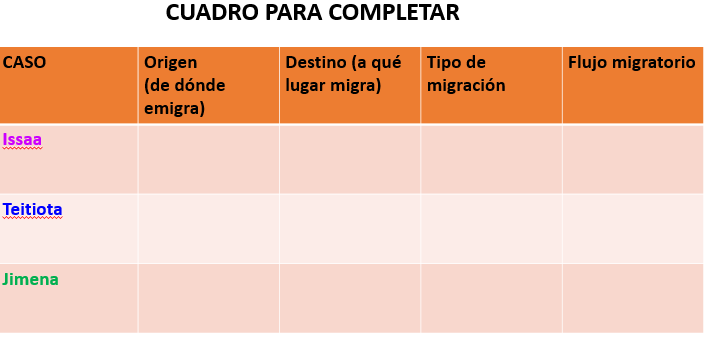 CUADRO PARA COMPLETAR
CASO
Origen
(de dónde
emigra)
Destino (a qué
lugar migra)
Tipo de
migración
Flujo migratorio
Issaa
Teitiota
Jimena